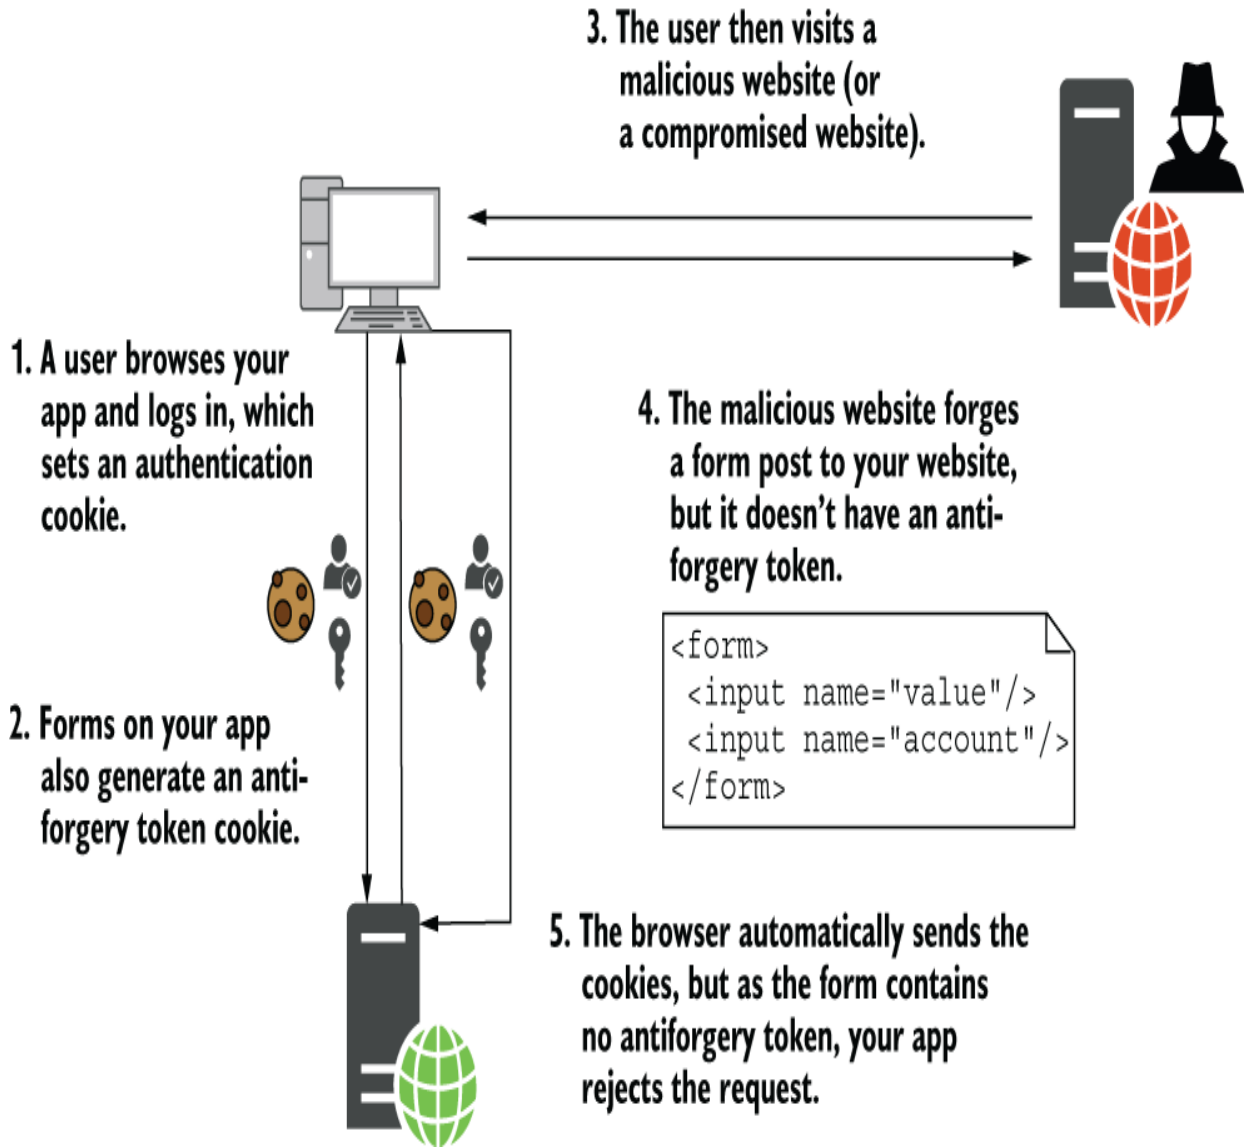 3. The user then visits a
malicious website (or
a compromised website).
1. A user browses your
app and logs in, which
sets an authentication
cookie.
2. Forms on your app
also generate an anti-
forgery token cookie.
4. The malicious website forges
a form post to your website,
but it doesn’t have an anti-
forgery token.
<form>
<input name="value"/>
<input name="account"/>
</form>
5. The browser automatically sends the
cookies, but as the form contains
no antiforgery token, your app
rejects the request.